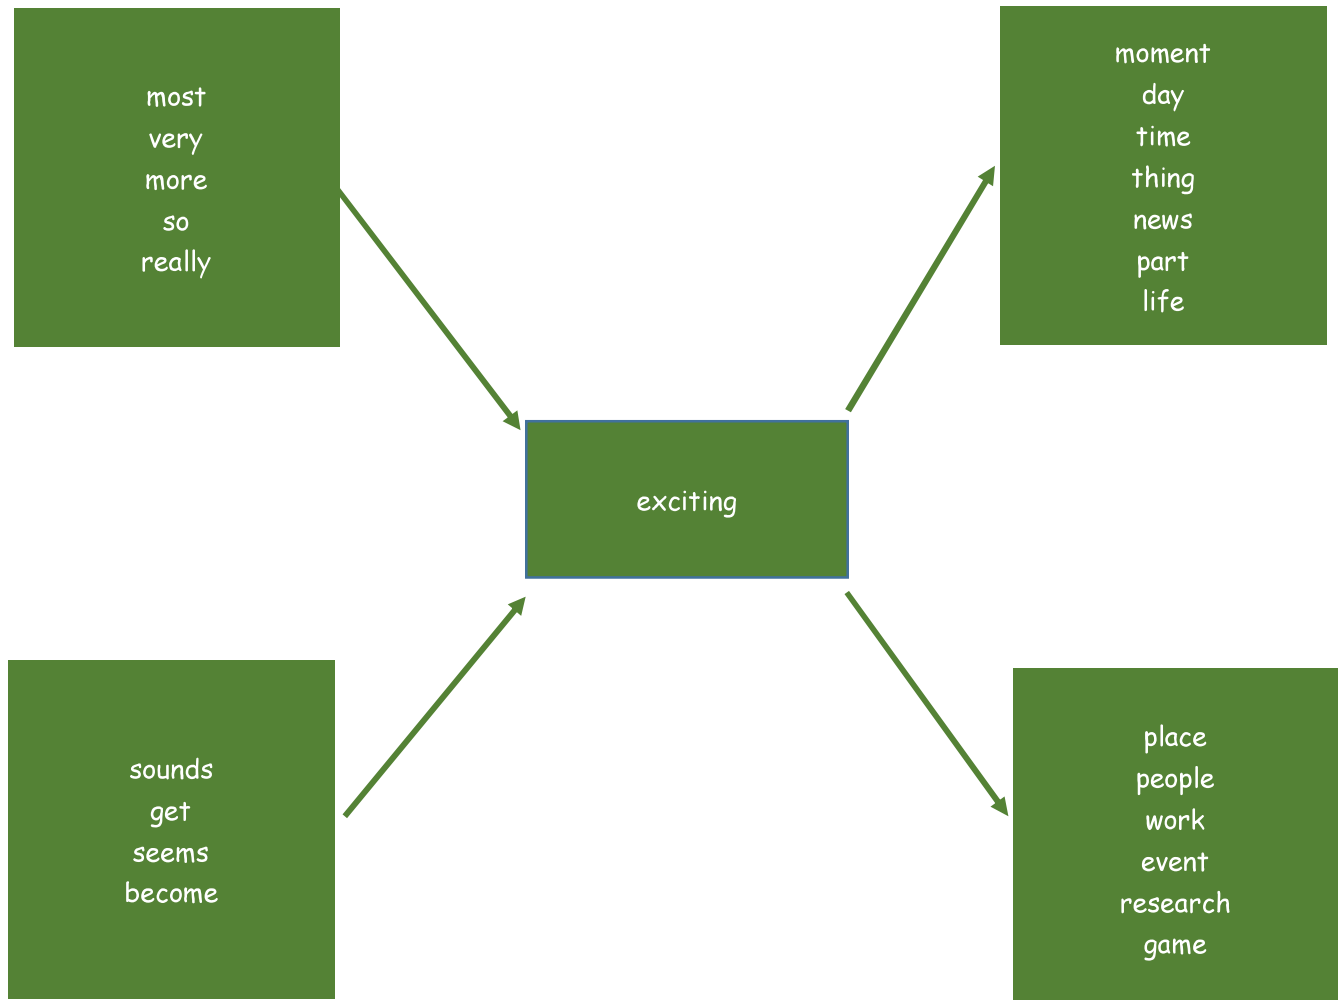 most
very
more
so
really
moment
day
time
thing
news
part
life
exciting
sounds
get
seems
become
place
people
work
event
research
game